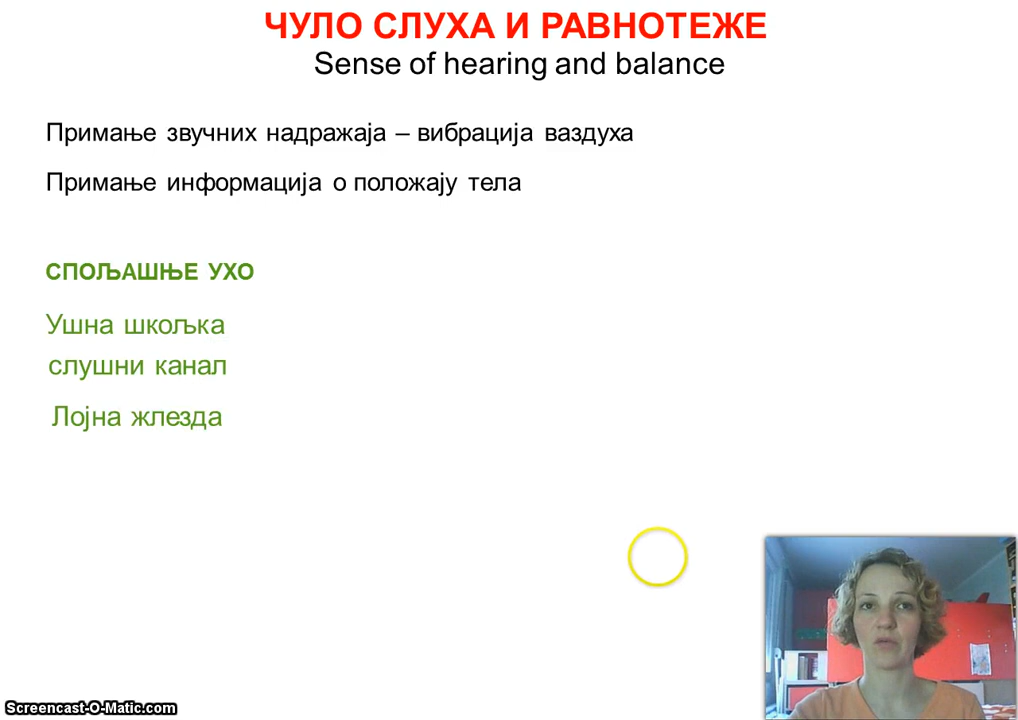 ЧУЛО СЛУХА И РАВНОТЕЖЕ
Sense of hearing and balance
Примање звучних надражаја – вибрација ваздуха
Примање информација о положају тела
СПОЉАШЊЕ УХО
Ушна шкољка
слушни канал
Лојна жлезда
Screencast-O-Matic.com